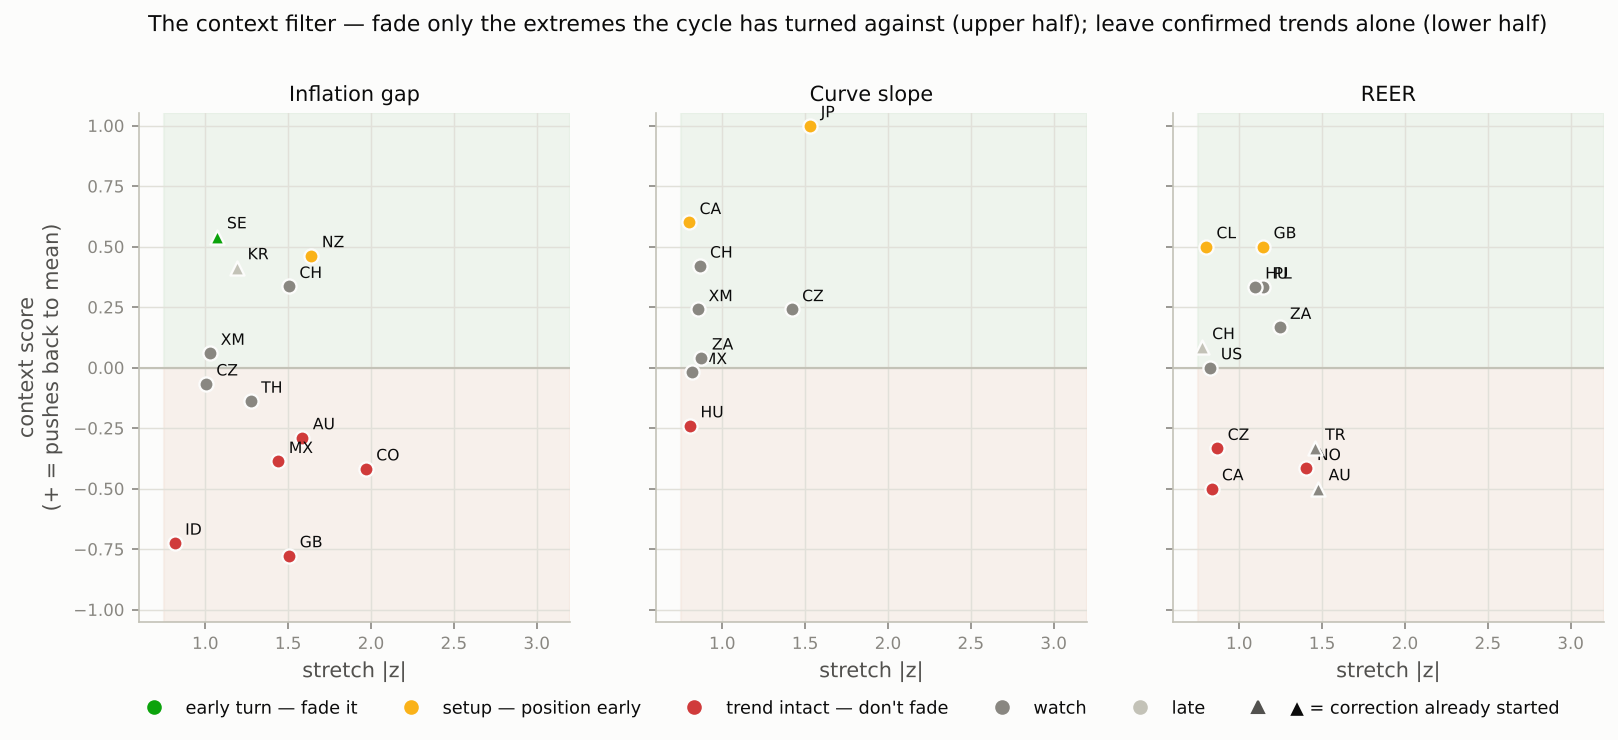 The context filter — fade only the extremes the cycle has turned against (upper half); leave confirmed trends alone (lower half)
Inflation gap
Curve slope
REER
context score
(+ = pushes back to mean)
1.00
0.75
0.50
0.25
0.00
−0.25
−0.50
−0.75
−1.00
SE
KR
NZ
CH
XM
CZ
TH
AU
MX
CO
ID
GB
JP
CA
CH
XM
CZ
ZA
MX
HU
CL
GB
HU
PL
ZA
CH
US
CZ
TR
NO
CA
AU
1.0 1.5 2.0 2.5 3.0
1.0 1.5 2.0 2.5 3.0
1.0 1.5 2.0 2.5 3.0
stretch |z|
stretch |z|
stretch |z|
early turn — fade it
setup — position early
trend intact — don't fade
watch
late
▲ = correction already started